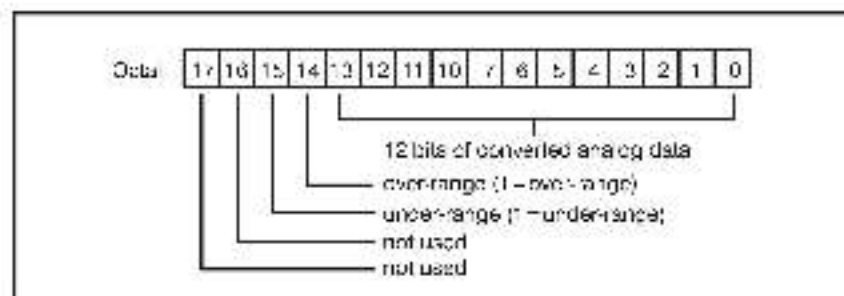 Octal 17 16 15 14 13 12 11 10 7 6 5 4 3 2 1 0
12 bits of converted analog data
over-range (1 = over-range)
under-range (1 = under-range)
not used
not used